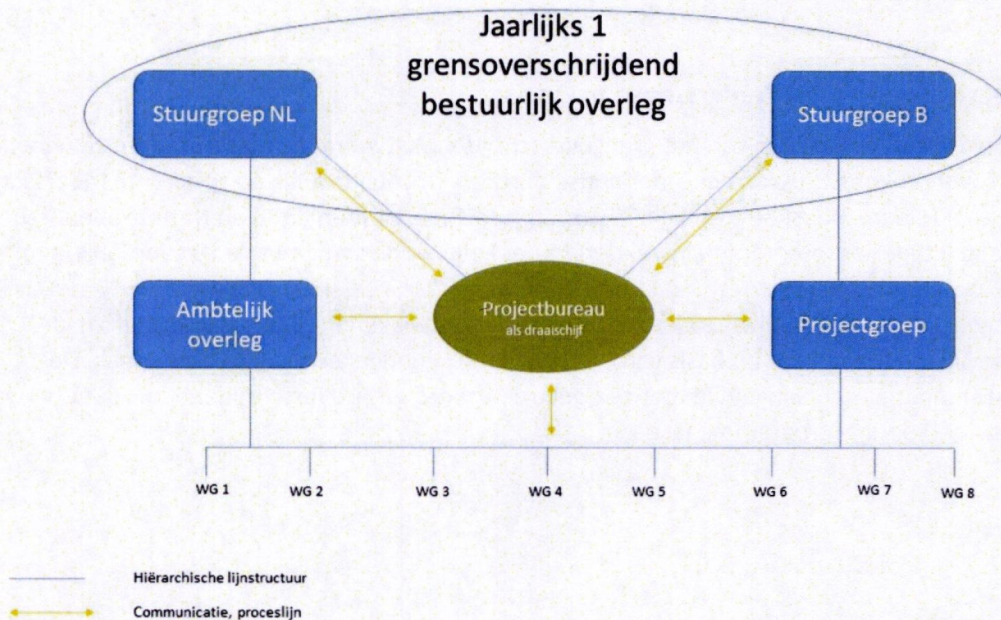 Jaarlijks 1
grensoverschrijdend
bestuurlijk overleg
Stuurgroep NL
Stuurgroep B
Ambtelijk
overleg
Projectbureau
als draaischijf
Projectgroep
WG 1
WG 2
WG 3
WG 4
WG 5
WG 6
WG 7
WG 8
Hiërarchische lijnstructuur
Communicatie, proceslijn